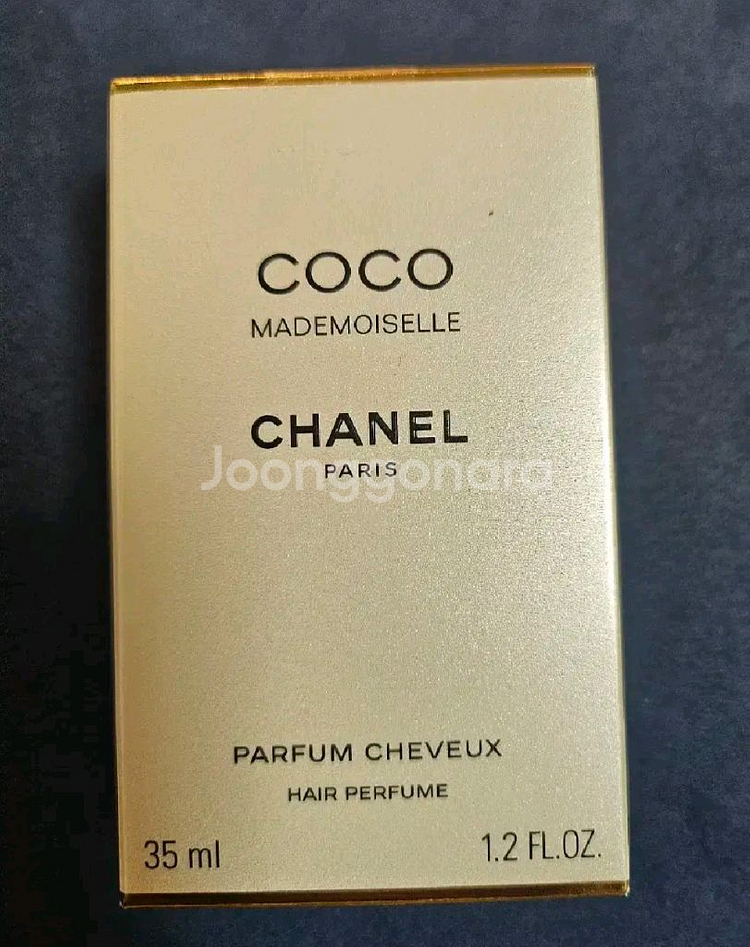 COCO
MADEMOISELLE
CHANEL
PARIS
Joonggonara
PARFUM CHEVEUX
HAIR PERFUME
35 ml 1.2 FL.OZ.